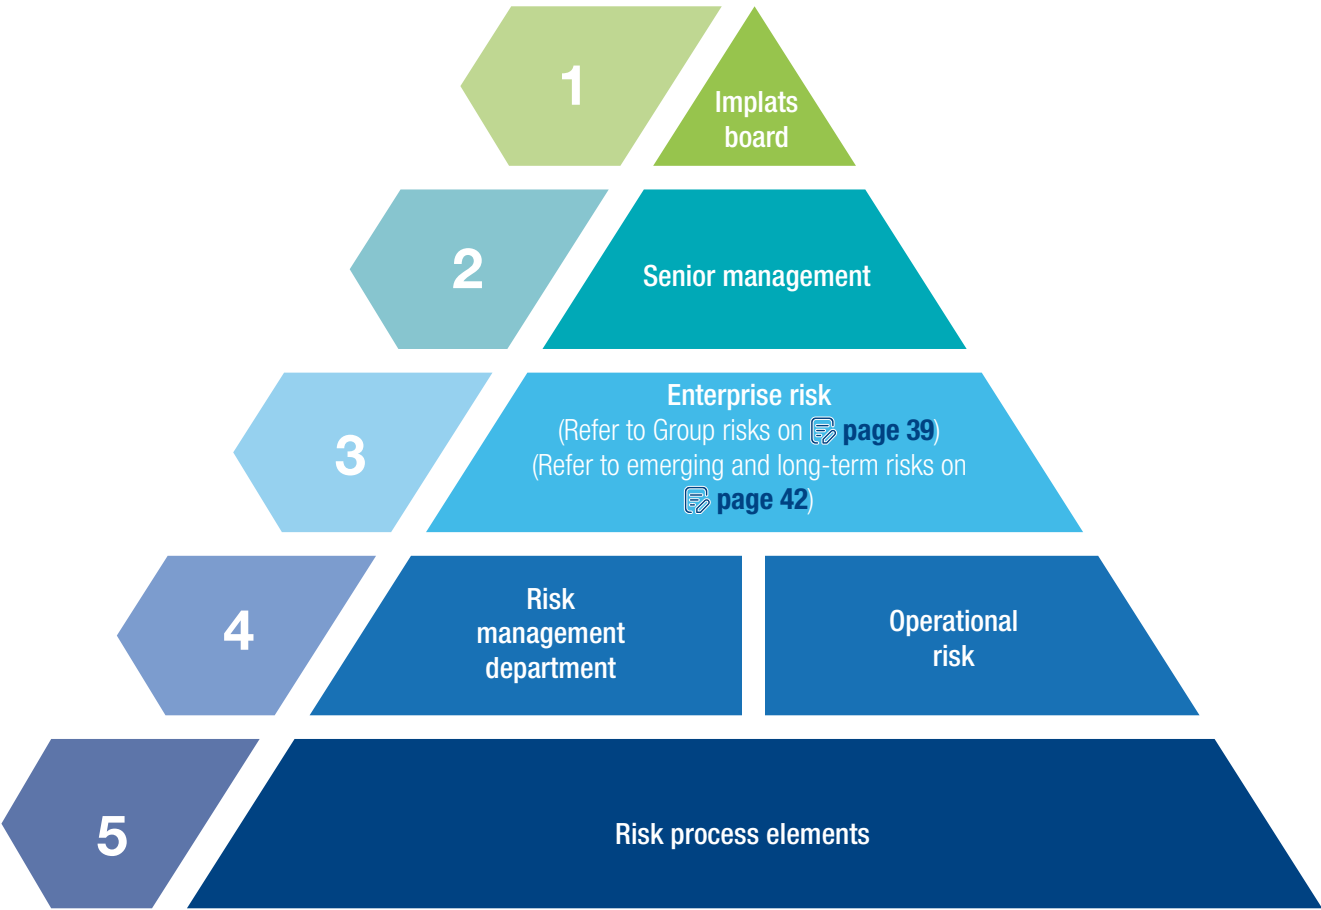 1
Implats
board
2
Senior management
3
Enterprise risk
(Refer to Group risks on page 39)
(Refer to emerging and long-term risks on
page 42)
4
Risk
management
department
Operational
risk
5
Risk process elements